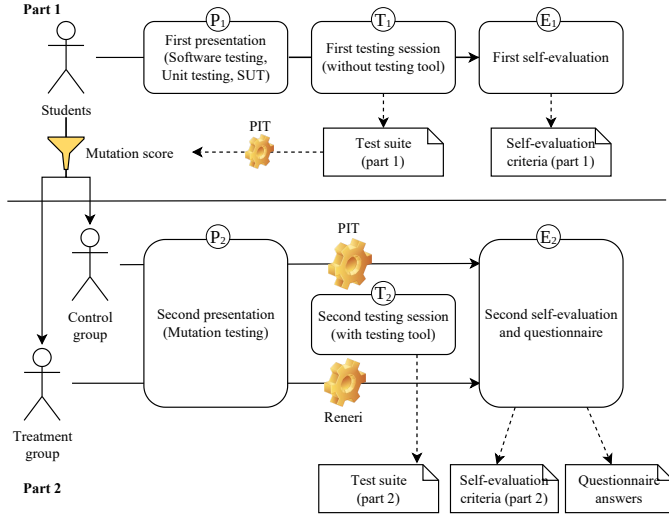 Part 1
P1
T1
E1
First presentation
(Software testing,
Unit testing, SUT)
First testing session
(without testing tool)
First self-evaluation
Students
PIT
Mutation score
Test suite
(part 1)
Self-evaluation
criteria (part 1)
P2
PIT
E2
Control
group
Second presentation
(Mutation testing)
T2
Second testing session
(with testing tool)
Second self-evaluation
and questionnaire
Treatment
group
Reneri
Part 2
Test suite
(part 2)
Self-evaluation
criteria (part 2)
Questionnaire
answers